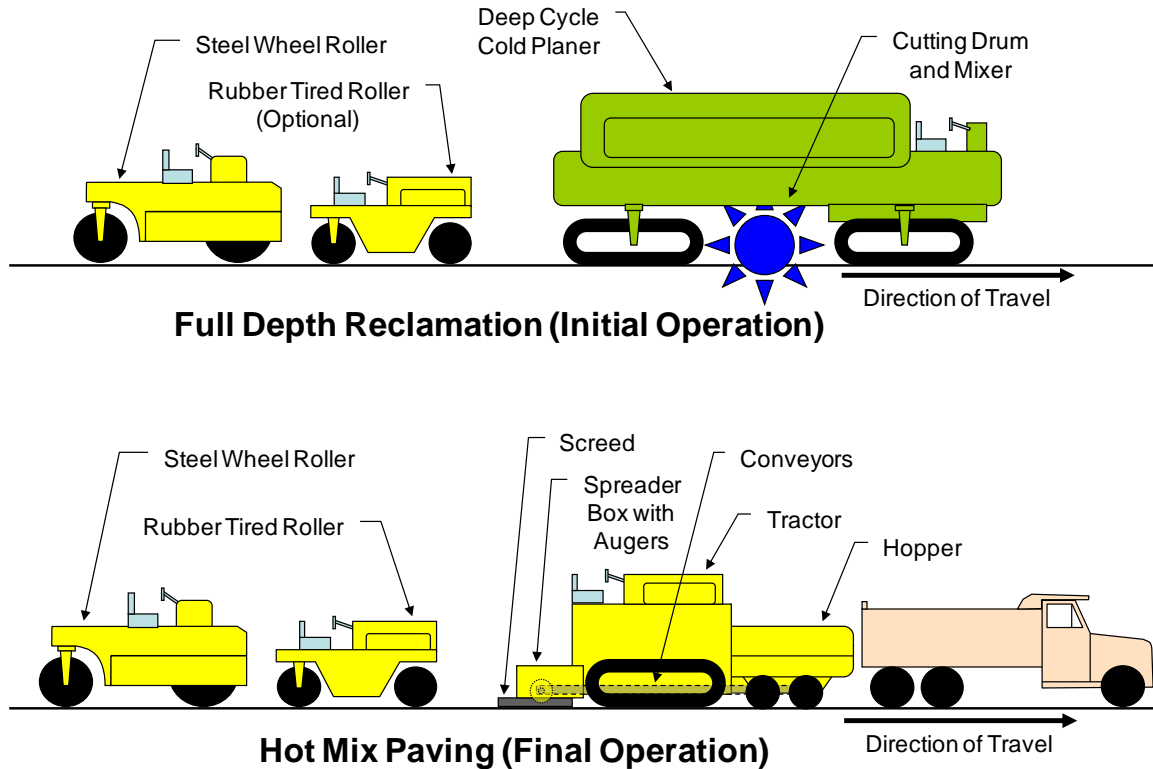 Steel Wheel Roller
Rubber Tired Roller
(Optional)
Deep Cycle
Cold Planer
Cutting Drum
and Mixer
Direction of Travel
Full Depth Reclamation (Initial Operation)
Steel Wheel Roller
Rubber Tired Roller
Screed
Spreader
Box with
Augers
Conveyors
Tractor
Hopper
Direction of Travel
Hot Mix Paving (Final Operation)